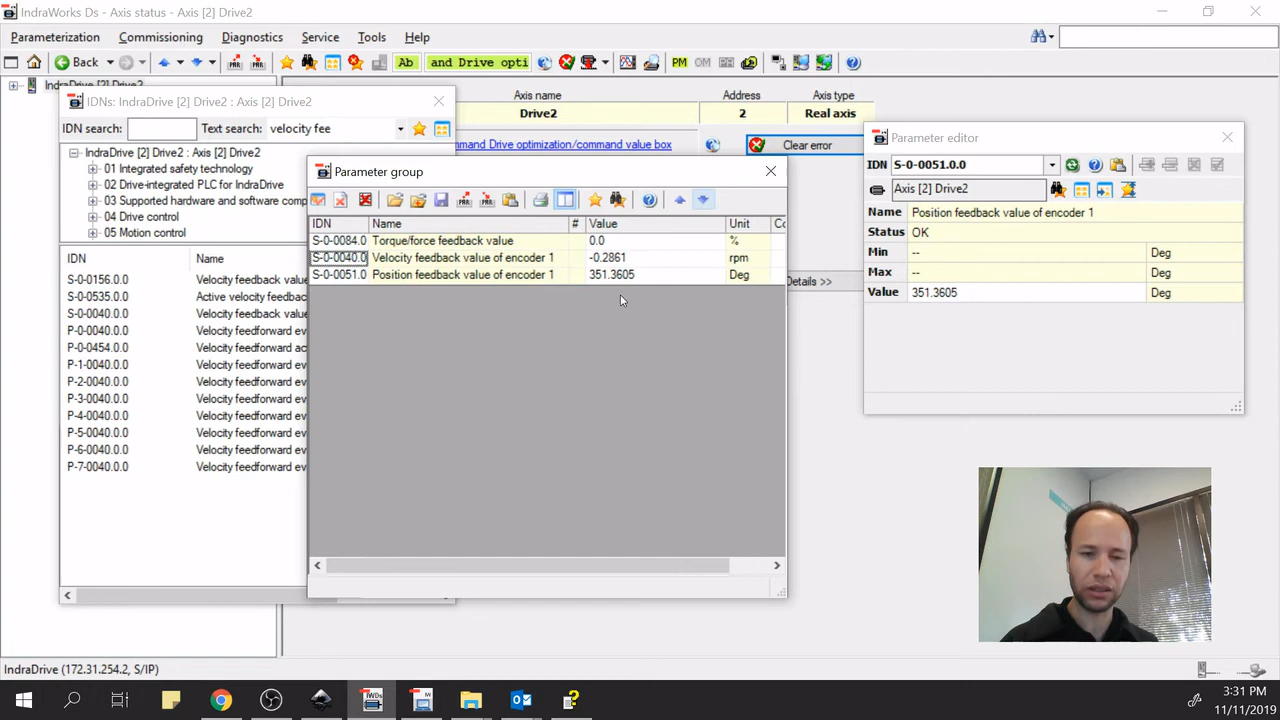 IndraWorks Ds - Axis status - Axis [2] Drive2
Parameterization Commissioning Diagnostics Service Tools Help
Back Ab and Drive opti PM OM
IndraDrive [2] Drive2
Axis name Address Axis type
Drive2 2 Real axis
mmand Drive optimization/command value box
Clear error
Details >>
IDNs: IndraDrive [2] Drive2 : Axis [2] Drive2
IDN search: Text search: velocity fee
IndraDrive [2] Drive2 : Axis [2] Drive2
01 Integrated safety technology
02 Drive-integrated PLC for IndraDrive
03 Supported hardware and software comp
04 Drive control
05 Motion control
IDN Name
S-0-0156.0.0 Velocity feedback valu
S-0-0535.0.0 Active velocity feedba
S-0-0040.0.0 Velocity feedback valu
P-0-0040.0.0 Velocity feedforward ev
P-0-0454.0.0 Velocity feedforward ac
P-1-0040.0.0 Velocity feedforward ev
P-2-0040.0.0 Velocity feedforward ev
P-3-0040.0.0 Velocity feedforward ev
P-4-0040.0.0 Velocity feedforward ev
P-5-0040.0.0 Velocity feedforward ev
P-6-0040.0.0 Velocity feedforward ev
P-7-0040.0.0 Velocity feedforward ev
Parameter group
IDN Name # Value Unit Co
S-0-0084.0 Torque/force feedback value 0.0 %
S-0-0040.0 Velocity feedback value of encoder 1 -0.2861 rpm
S-0-0051.0 Position feedback value of encoder 1 351.3605 Deg
Parameter editor
IDN S-0-0051.0.0
Axis [2] Drive2
Name Position feedback value of encoder 1
Status OK
Min -- Deg
Max -- Deg
Value 351.3605 Deg
IndraDrive (172.31.254.2, S/IP)
3:31 PM
11/11/2019